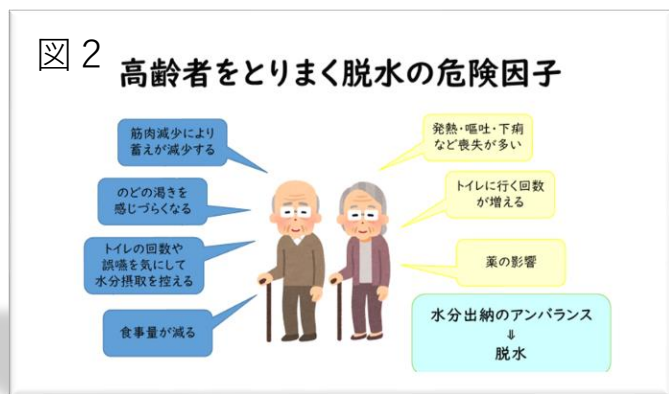 図2
高齢者をとりまく脱水の危険因子
筋肉減少により
蓄えが減少する
のどの渇きを
感じづらくなる
トイレの回数や
誤嚥を気にして
水分摂取を控える
食事量が減る
発熱・嘔吐・下痢
など喪失が多い
トイレに行く回数
が増える
薬の影響
水分出納のアンバランス
⇓
脱水